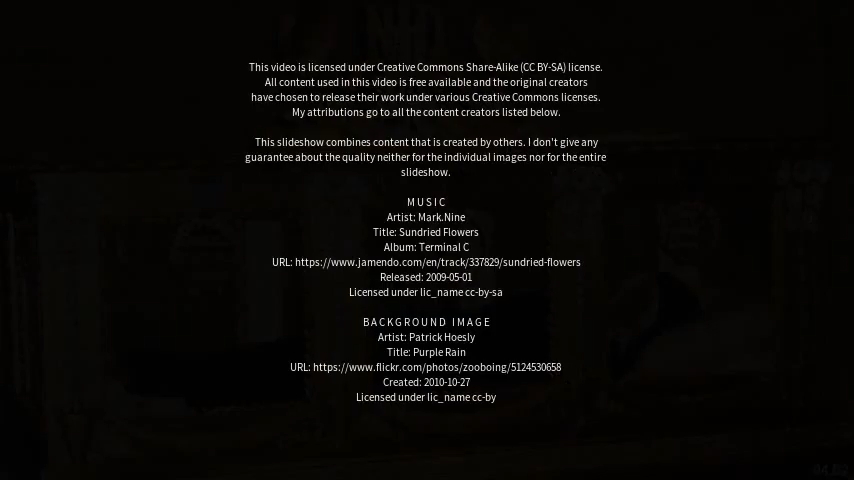 This video is licensed under Creative Commons Share-Alike (CC BY-SA) license.
All content used in this video is free available and the original creators
have chosen to release their work under various Creative Commons licenses.
My attributions go to all the content creators listed below.
This slideshow combines content that is created by others. I don't give any
guarantee about the quality neither for the individual images nor for the entire
slideshow.
MUSIC
Artist: Mark.Nine
Title: Sundried Flowers
Album: Terminal C
URL: https://www.jamendo.com/en/track/337829/sundried-flowers
Released: 2009-05-01
Licensed under lic_name cc-by-sa
BACKGROUND IMAGE
Artist: Patrick Hoesly
Title: Purple Rain
URL: https://www.flickr.com/photos/zooboing/5124530658
Created: 2010-10-27
Licensed under lic_name cc-by